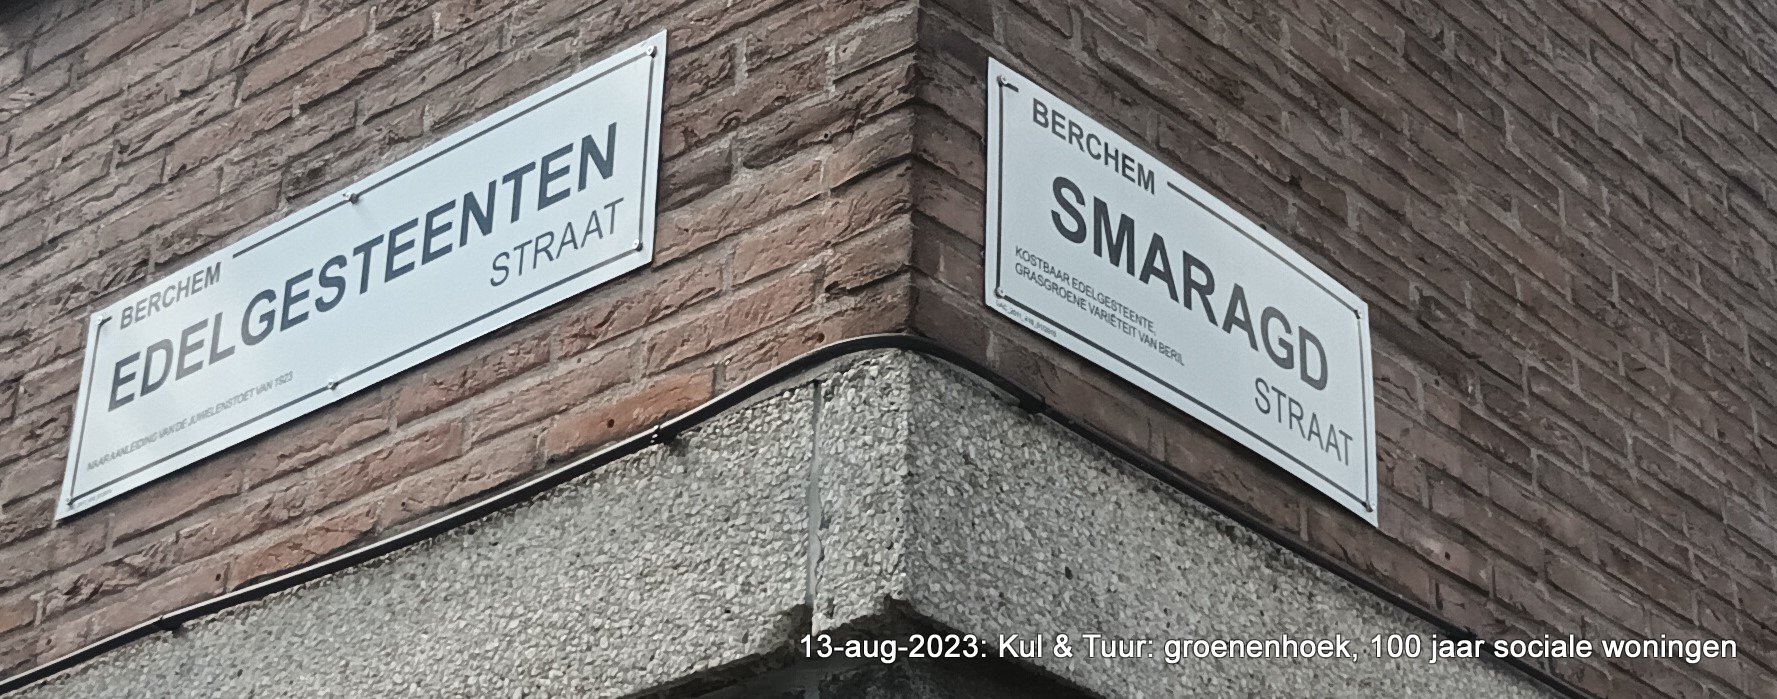 BERCHEM
EDELGESTEENTEN
STRAAT
NAAR AANLEIDING VAN DE JUWELENSTOET VAN 1923
BERCHEM
SMARAGD
KOSTBAAR EDELGESTEENTE,
GRASGROENE VARIËTEIT VAN BERIL
STRAAT
13-aug-2023: Kul & Tuur: groenenhoek, 100 jaar sociale woningen